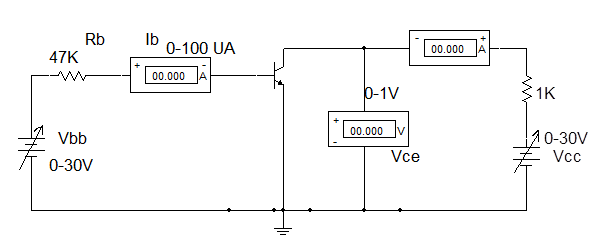 Rb
Ib
0-100 UA
47K
+
-
00.000
A
-
+
00.000
A
0-1V
1K
+
00.000
V
-
Vbb
0-30V
Vce
0-30V
Vcc